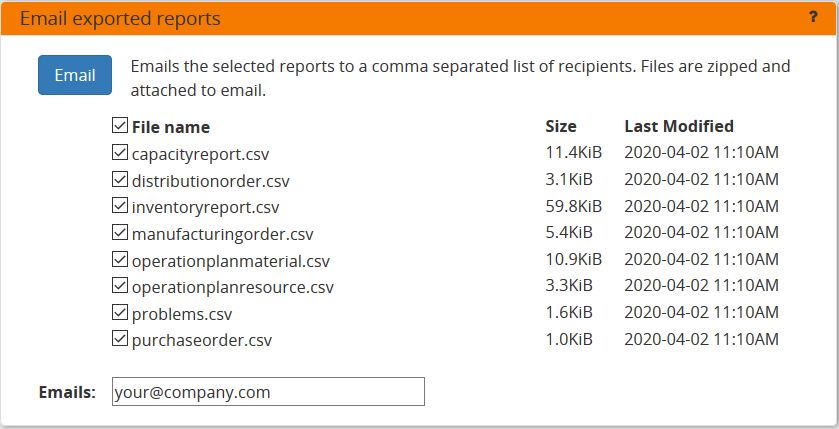 Email exported reports ?
Email
Emails the selected reports to a comma separated list of recipients. Files are zipped and
attached to email.
File name Size Last Modified
capacityreport.csv 11.4KiB 2020-04-02 11:10AM
distributionorder.csv 3.1KiB 2020-04-02 11:10AM
inventoryreport.csv 59.8KiB 2020-04-02 11:10AM
manufacturingorder.csv 5.4KiB 2020-04-02 11:10AM
operationplanmaterial.csv 10.9KiB 2020-04-02 11:10AM
operationplanresource.csv 3.3KiB 2020-04-02 11:10AM
problems.csv 1.6KiB 2020-04-02 11:10AM
purchaseorder.csv 1.0KiB 2020-04-02 11:10AM
Emails: your@company.com